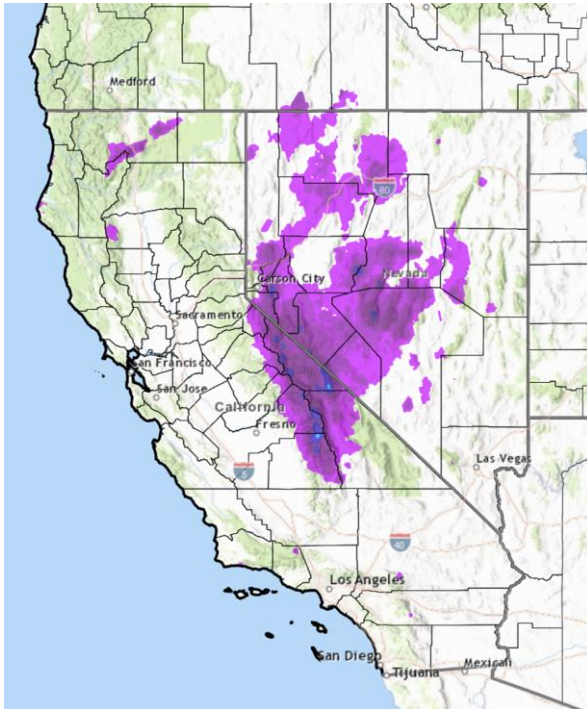 Medford
80
Carson City
Nevada
Sacramento
San Francisco
San Jose
California
Fresno
5
Las Vegas
40
Los Angeles
San Diego
Tijuana
Mexicali